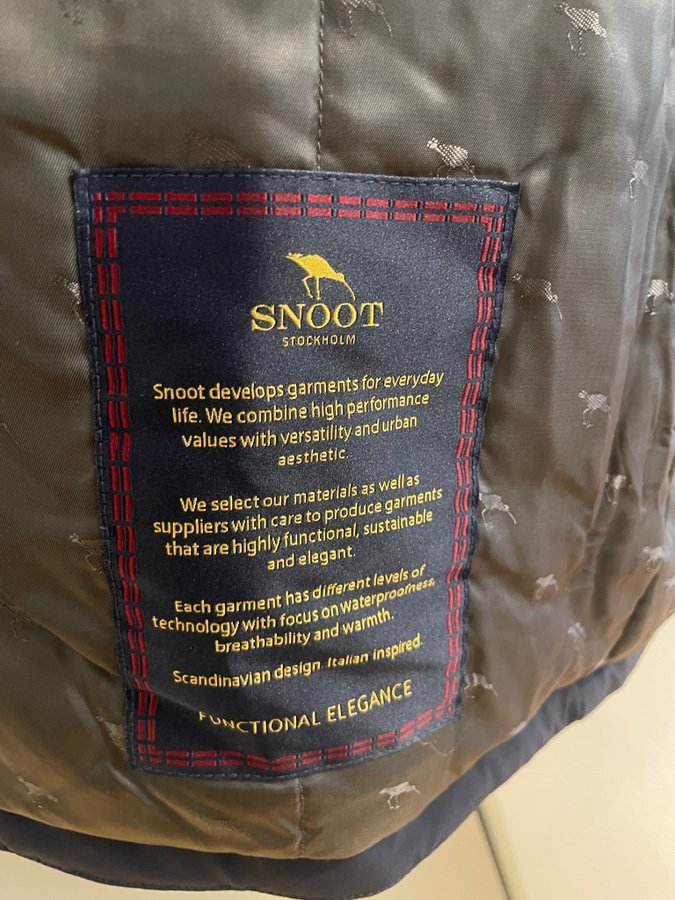 SNOOT
STOCKHOLM
Snoot develops garments for everyday
life. We combine high performance
values with versatility and urban
aesthetic.
We select our materials as well as
suppliers with care to produce garments
that are highly functional, sustainable
and elegant.
Each garment has different levels of
technology with focus on waterproofness,
breathability and warmth.
Scandinavian design. Italian inspired.
FUNCTIONAL ELEGANCE